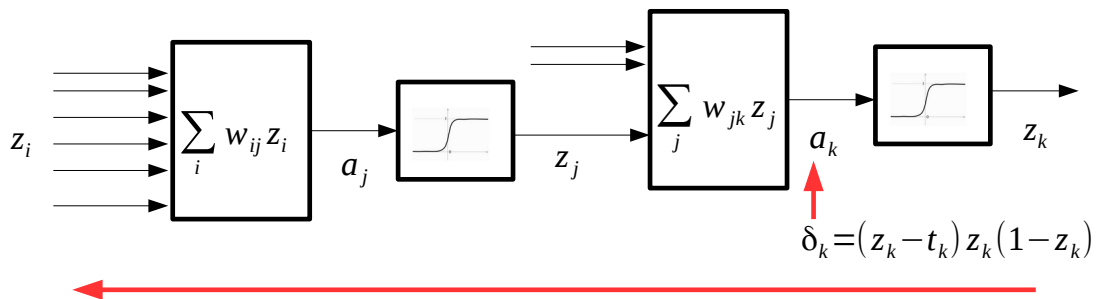 z_i
∑_i w_ij z_i
a_j
z_j
∑_j w_jk z_j
a_k
z_k
δ_k=(z_k−t_k)z_k(1−z_k)